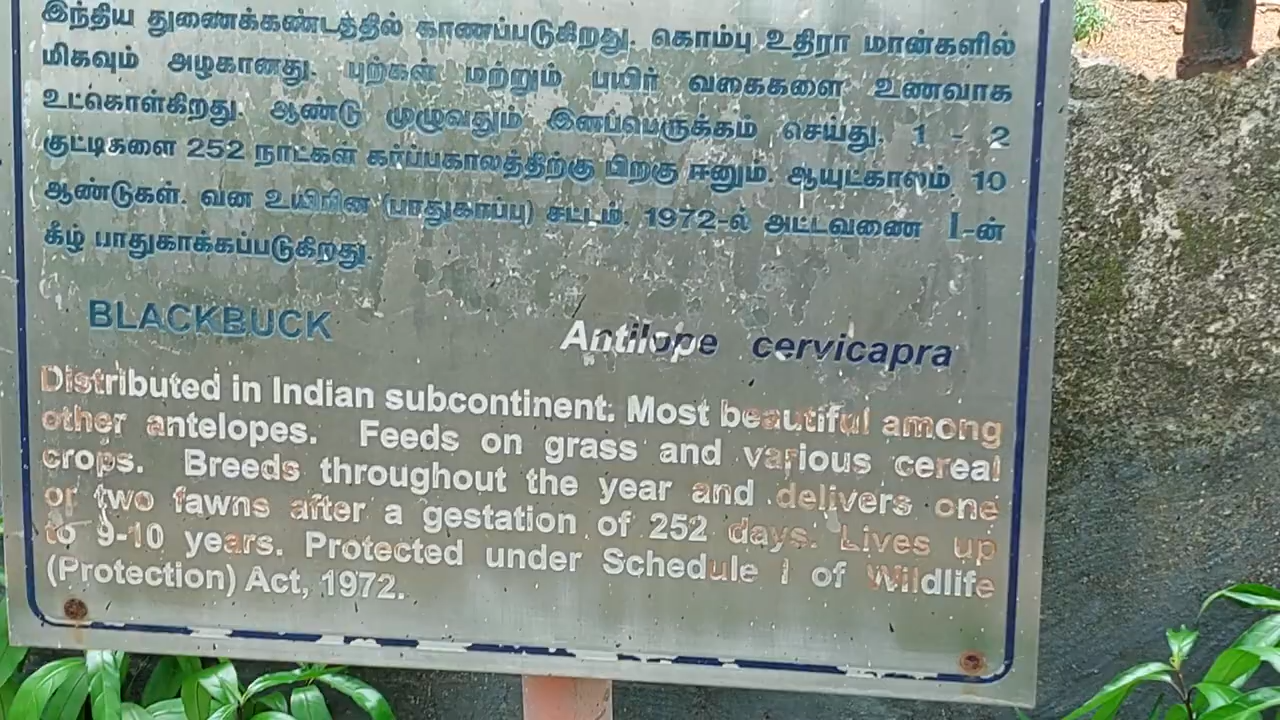 இந்திய துணைக்கண்டத்தில் காணப்படுகிறது. கொம்பு உதிரா மான்களில்
மிகவும் அழகானது. புற்கள் மற்றும் பயிர் வகைகளை உணவாக
உட்கொள்கிறது. ஆண்டு முழுவதும் இனப்பெருக்கம் செய்து, 1 - 2
குட்டிகளை 252 நாட்கள் கர்ப்பகாலத்திற்கு பிறகு ஈனும். ஆயுட்காலம் 10
ஆண்டுகள். வன உயிரின (பாதுகாப்பு) சட்டம், 1972-ல் அட்டவணை I-ன்
கீழ் பாதுகாக்கப்படுகிறது.
BLACKBUCK Antilope cervicapra
Distributed in Indian subcontinent. Most beautiful among
other antelopes. Feeds on grass and various cereal
crops. Breeds throughout the year and delivers one
or two fawns after a gestation of 252 days. Lives up
to 9-10 years. Protected under Schedule I of Wildlife
(Protection) Act, 1972.